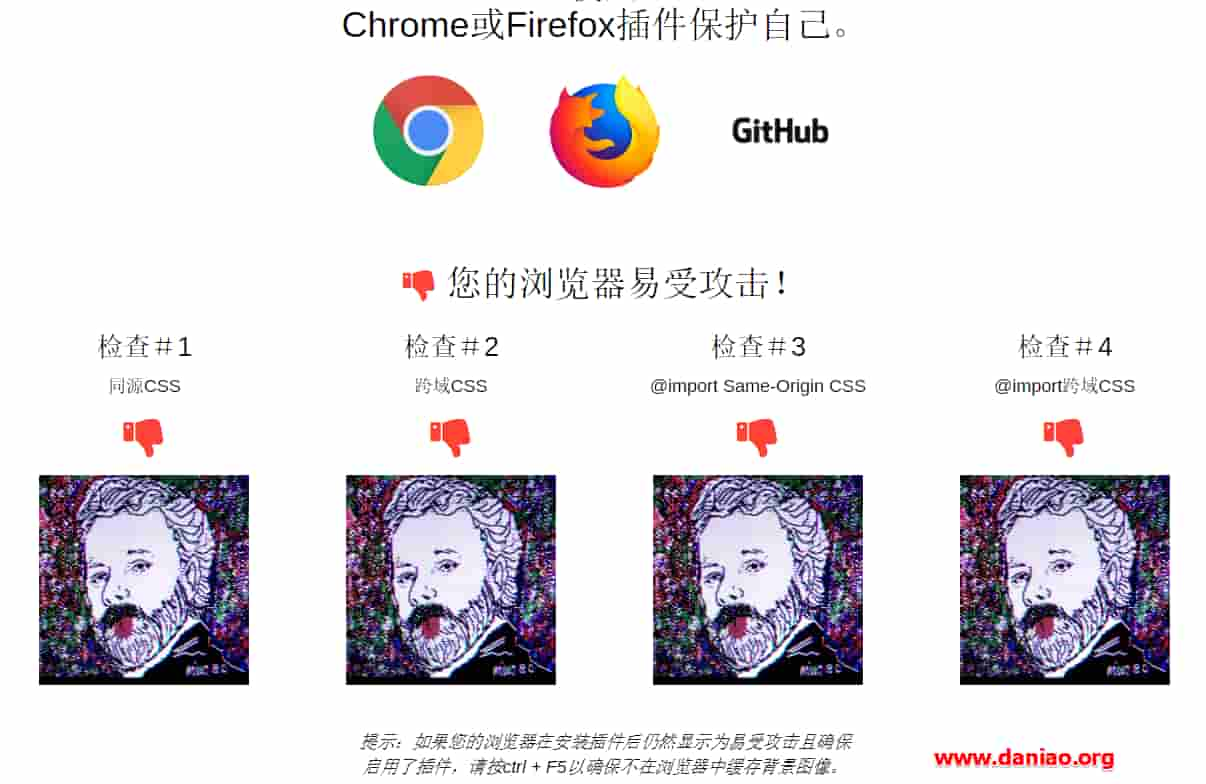 Chrome或Firefox插件保护自己。
GitHub
您的浏览器易受攻击！
检查＃1
检查＃2
检查＃3
检查＃4
同源CSS
跨域CSS
@import Same-Origin CSS
@import跨域CSS
提示：如果您的浏览器在安装插件后仍然显示为易受攻击且确保
启用了插件，请按ctrl + F5以确保不在浏览器中缓存背景图像。
www.daniao.org